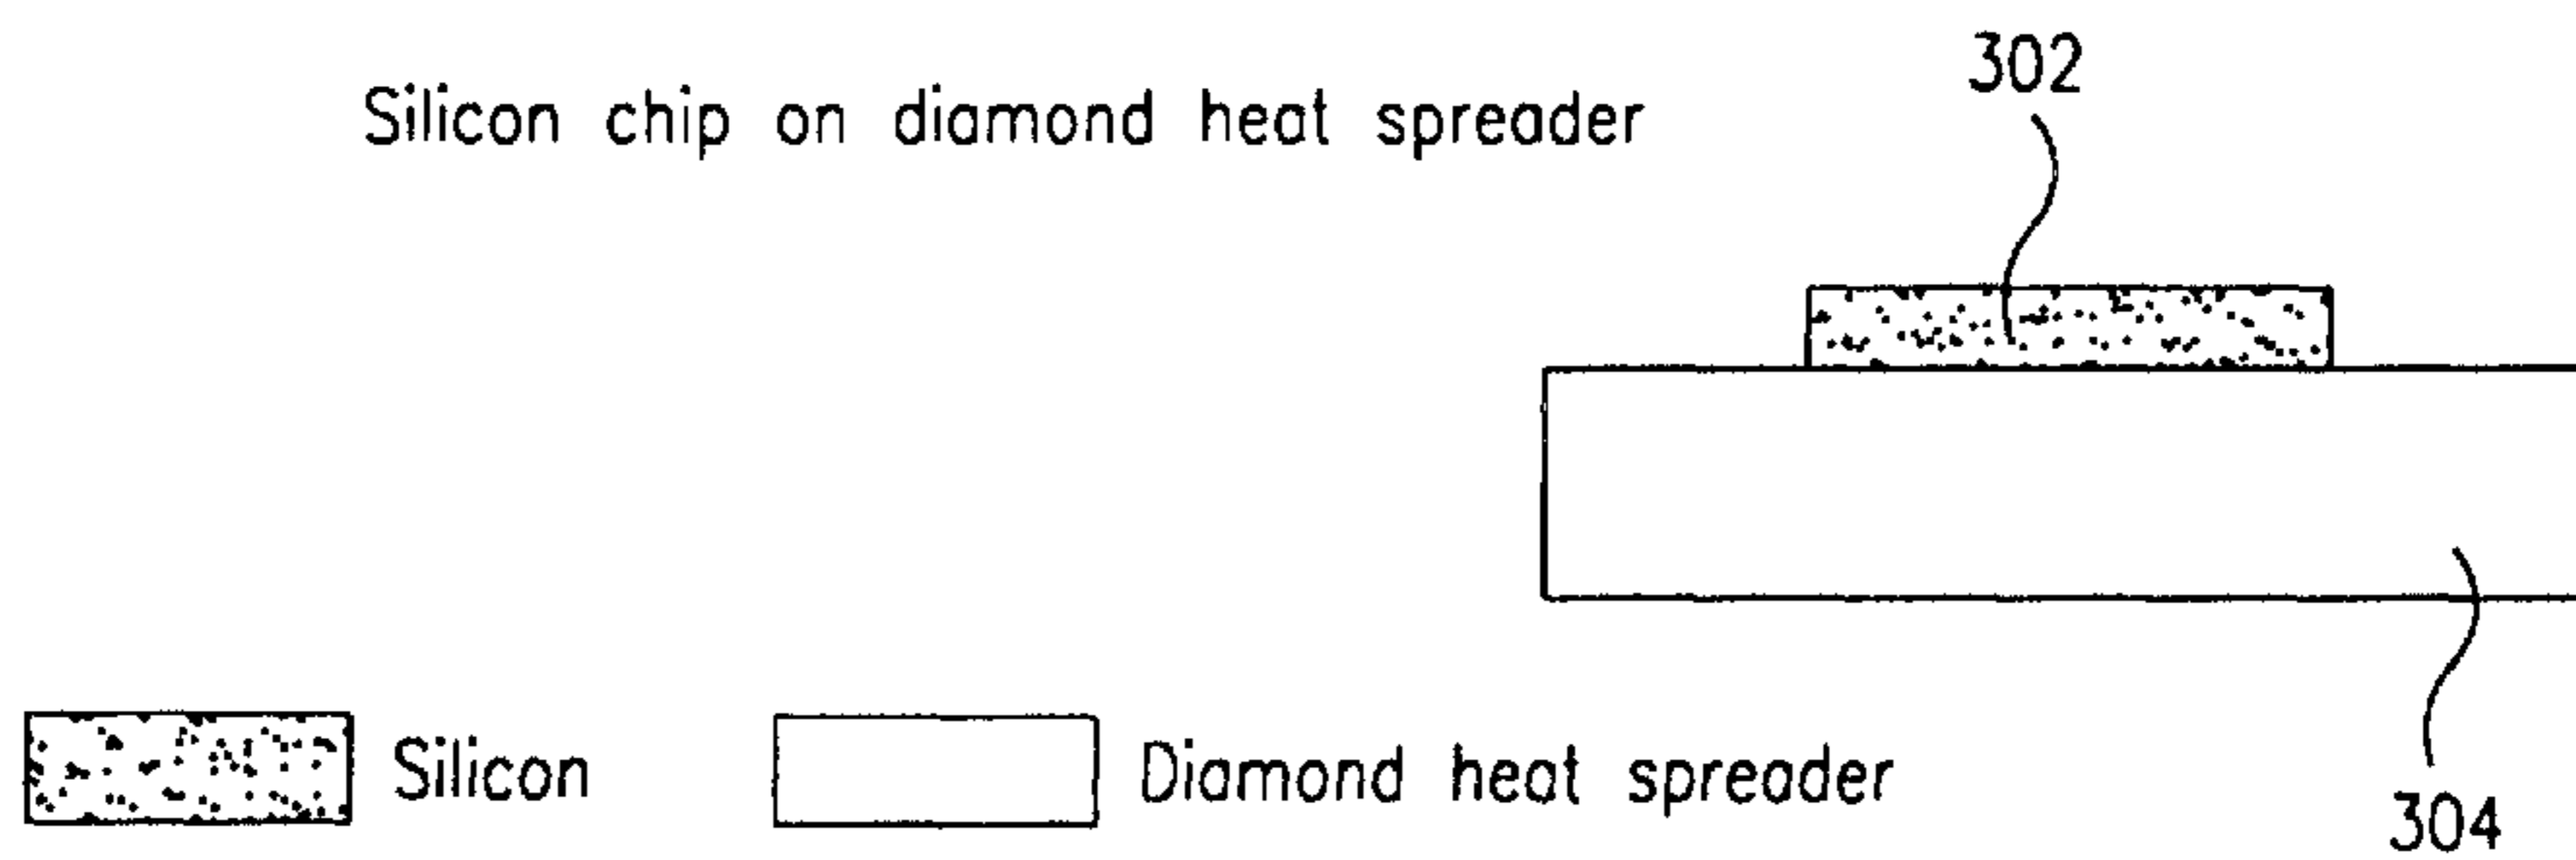 302
Silicon chip on diamond heat spreader
Silicon
Diamond heat spreader
304